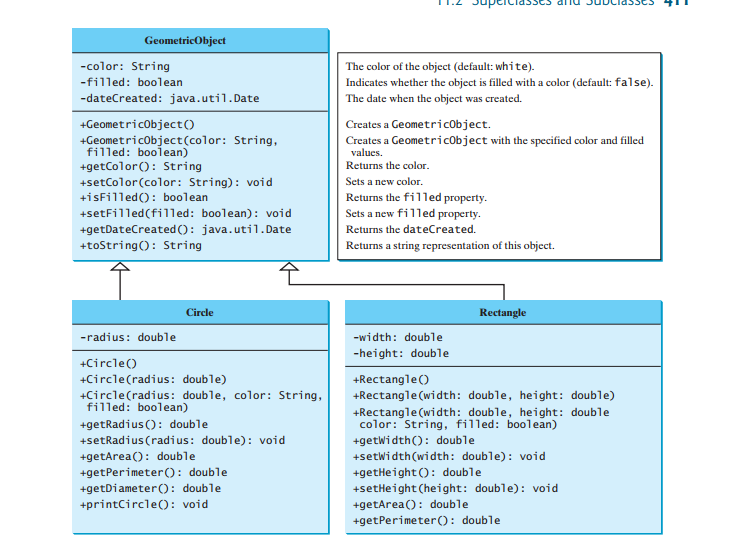 11.2 Superclasses and Subclasses 411
GeometricObject
-color: String
-filled: boolean
-dateCreated: java.util.Date
+GeometricObject()
+GeometricObject(color: String,
filled: boolean)
+getColor(): String
+setColor(color: String): void
+isFilled(): boolean
+setFilled(filled: boolean): void
+getDateCreated(): java.util.Date
+toString(): String
The color of the object (default: white).
Indicates whether the object is filled with a color (default: false).
The date when the object was created.
Creates a GeometricObject.
Creates a GeometricObject with the specified color and filled
values.
Returns the color.
Sets a new color.
Returns the filled property.
Sets a new filled property.
Returns the dateCreated.
Returns a string representation of this object.
Circle
-radius: double
+Circle()
+Circle(radius: double)
+Circle(radius: double, color: String,
filled: boolean)
+getRadius(): double
+setRadius(radius: double): void
+getArea(): double
+getPerimeter(): double
+getDiameter(): double
+printCircle(): void
Rectangle
-width: double
-height: double
+Rectangle()
+Rectangle(width: double, height: double)
+Rectangle(width: double, height: double
color: String, filled: boolean)
+getWidth(): double
+setWidth(width: double): void
+getHeight(): double
+setHeight(height: double): void
+getArea(): double
+getPerimeter(): double